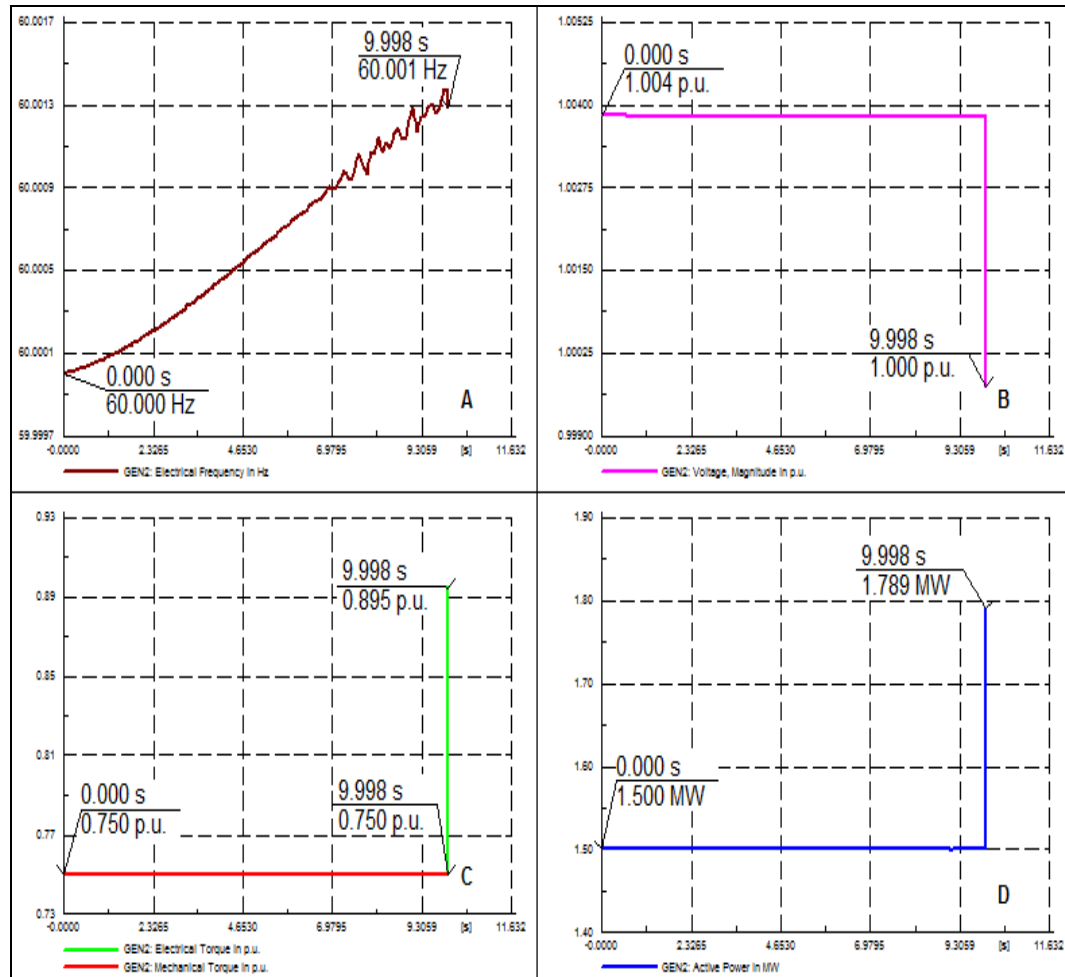 60.0017
9.998 s
60.001 Hz
60.0013
60.0009
60.0005
60.0001
0.000 s
60.000 Hz
A
59.9997
-0.0000 2.3265 4.6530 6.9795 9.3059 [s] 11.632
GEN2: Electrical Frequency in Hz
1.00525
0.000 s
1.004 p.u.
1.00400
1.00275
1.00150
9.998 s
1.000 p.u.
1.00025
B
0.99900
-0.0000 2.3265 4.6530 6.9795 9.3059 [s] 11.632
GEN2: Voltage, Magnitude in p.u.
0.93
9.998 s
0.895 p.u.
0.89
0.85
0.81
0.000 s
0.750 p.u.
9.998 s
0.750 p.u.
0.77
C
0.73
-0.0000 2.3265 4.6530 6.9795 9.3059 [s] 11.632
GEN2: Electrical Torque in p.u.
GEN2: Mechanical Torque in p.u.
1.90
9.998 s
1.789 MW
1.80
1.70
0.000 s
1.500 MW
1.60
1.50
D
1.40
-0.0000 2.3265 4.6530 6.9795 9.3059 [s] 11.632
GEN2: Active Power in MW